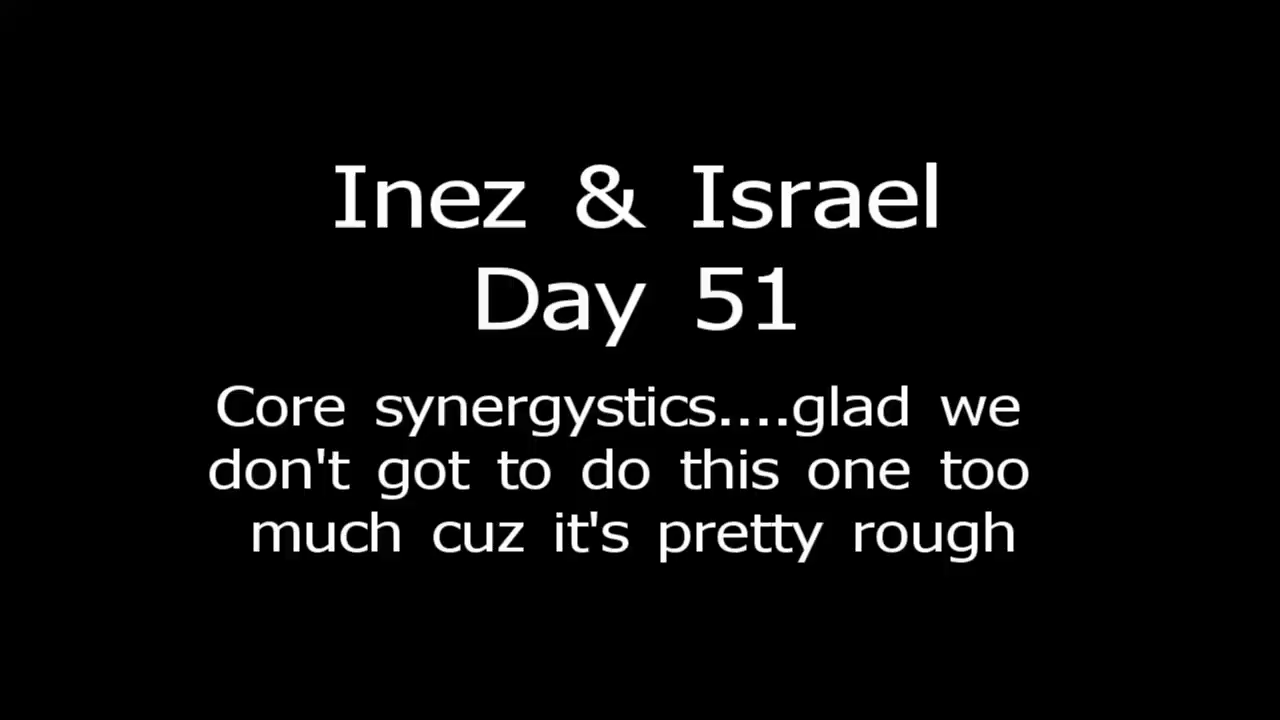 Inez & Israel
Day 51
Core synergystics....glad we
don't got to do this one too
much cuz it's pretty rough